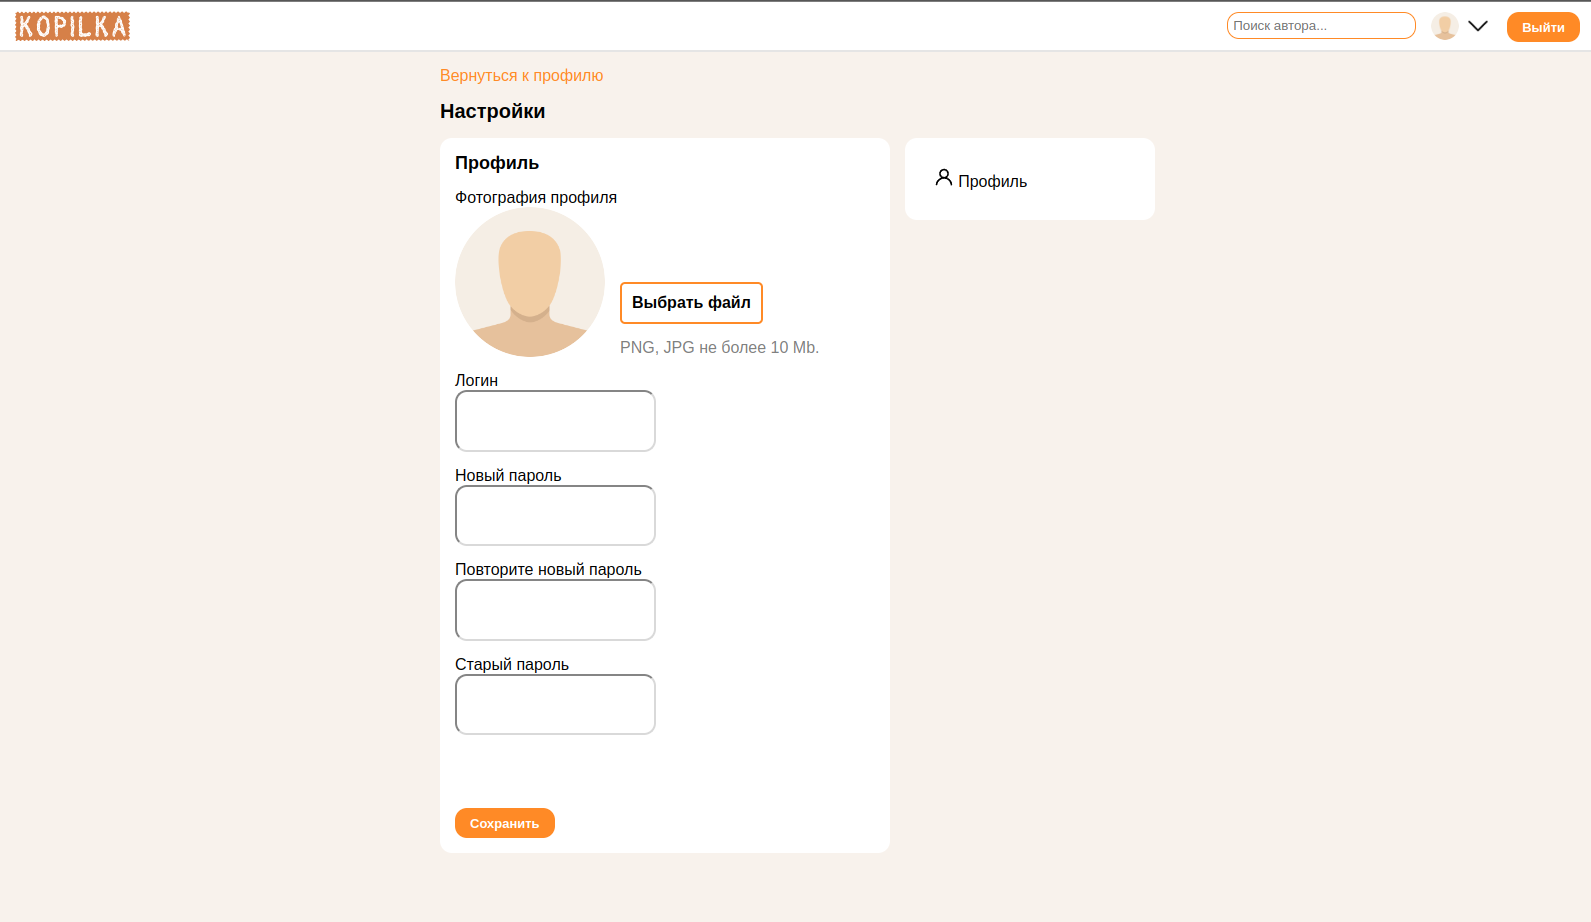 KOPILKA
Поиск автора...
Выйти
Вернуться к профилю
Настройки
Профиль
Фотография профиля
Выбрать файл
PNG, JPG не более 10 Mb.
Логин
Новый пароль
Повторите новый пароль
Старый пароль
Сохранить
Профиль